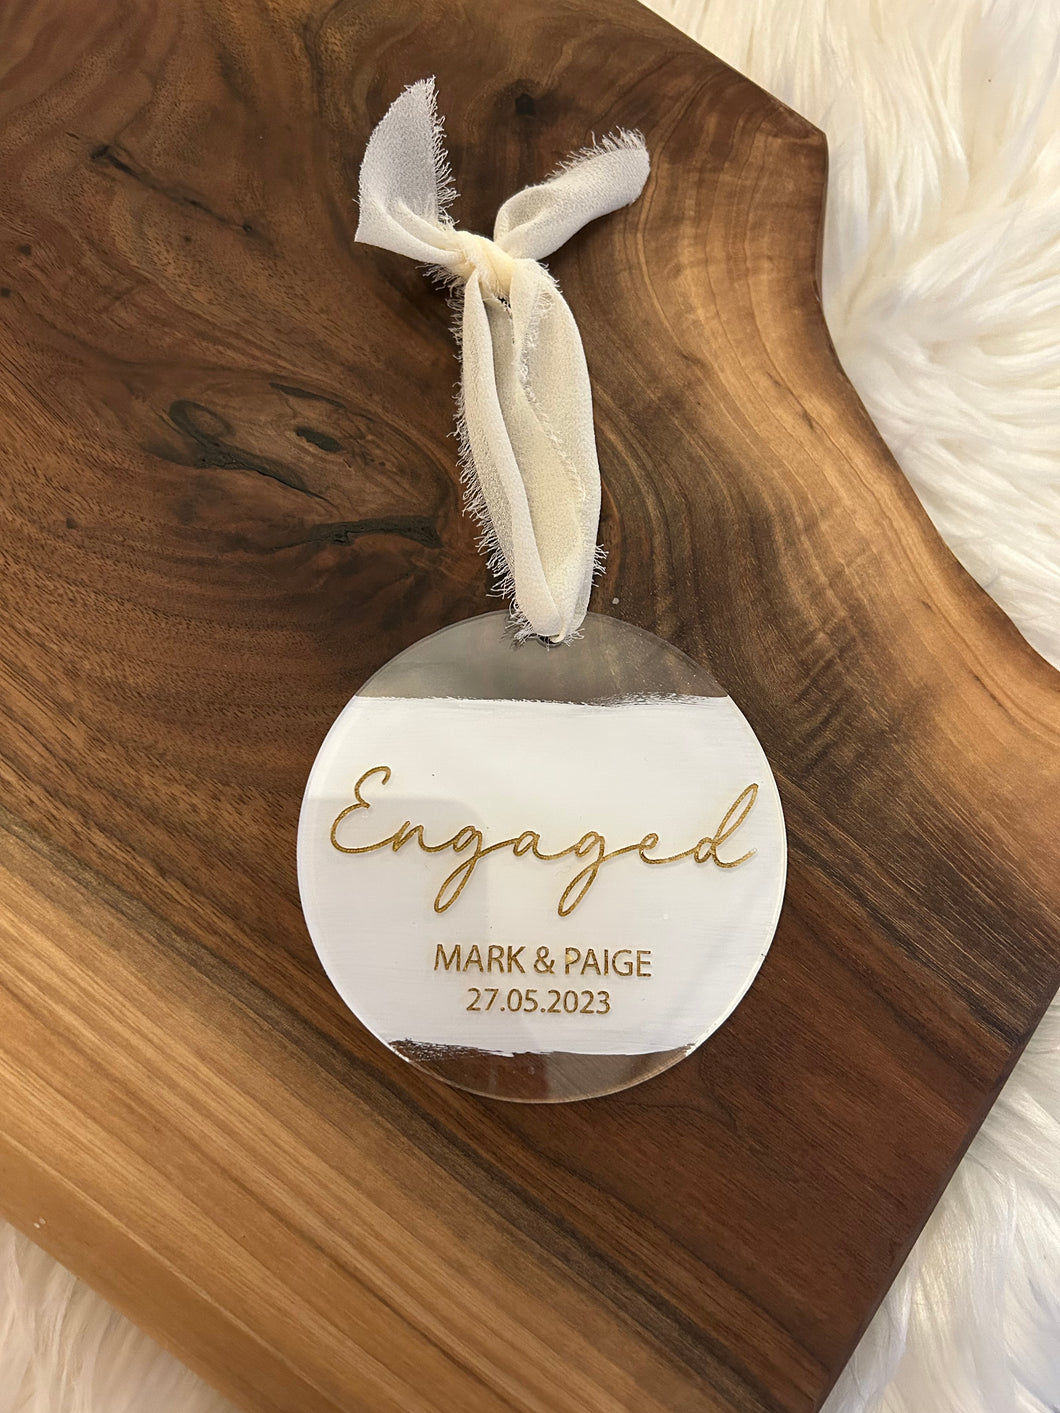 Engaged
MARK & PAIGE
27.05.2023